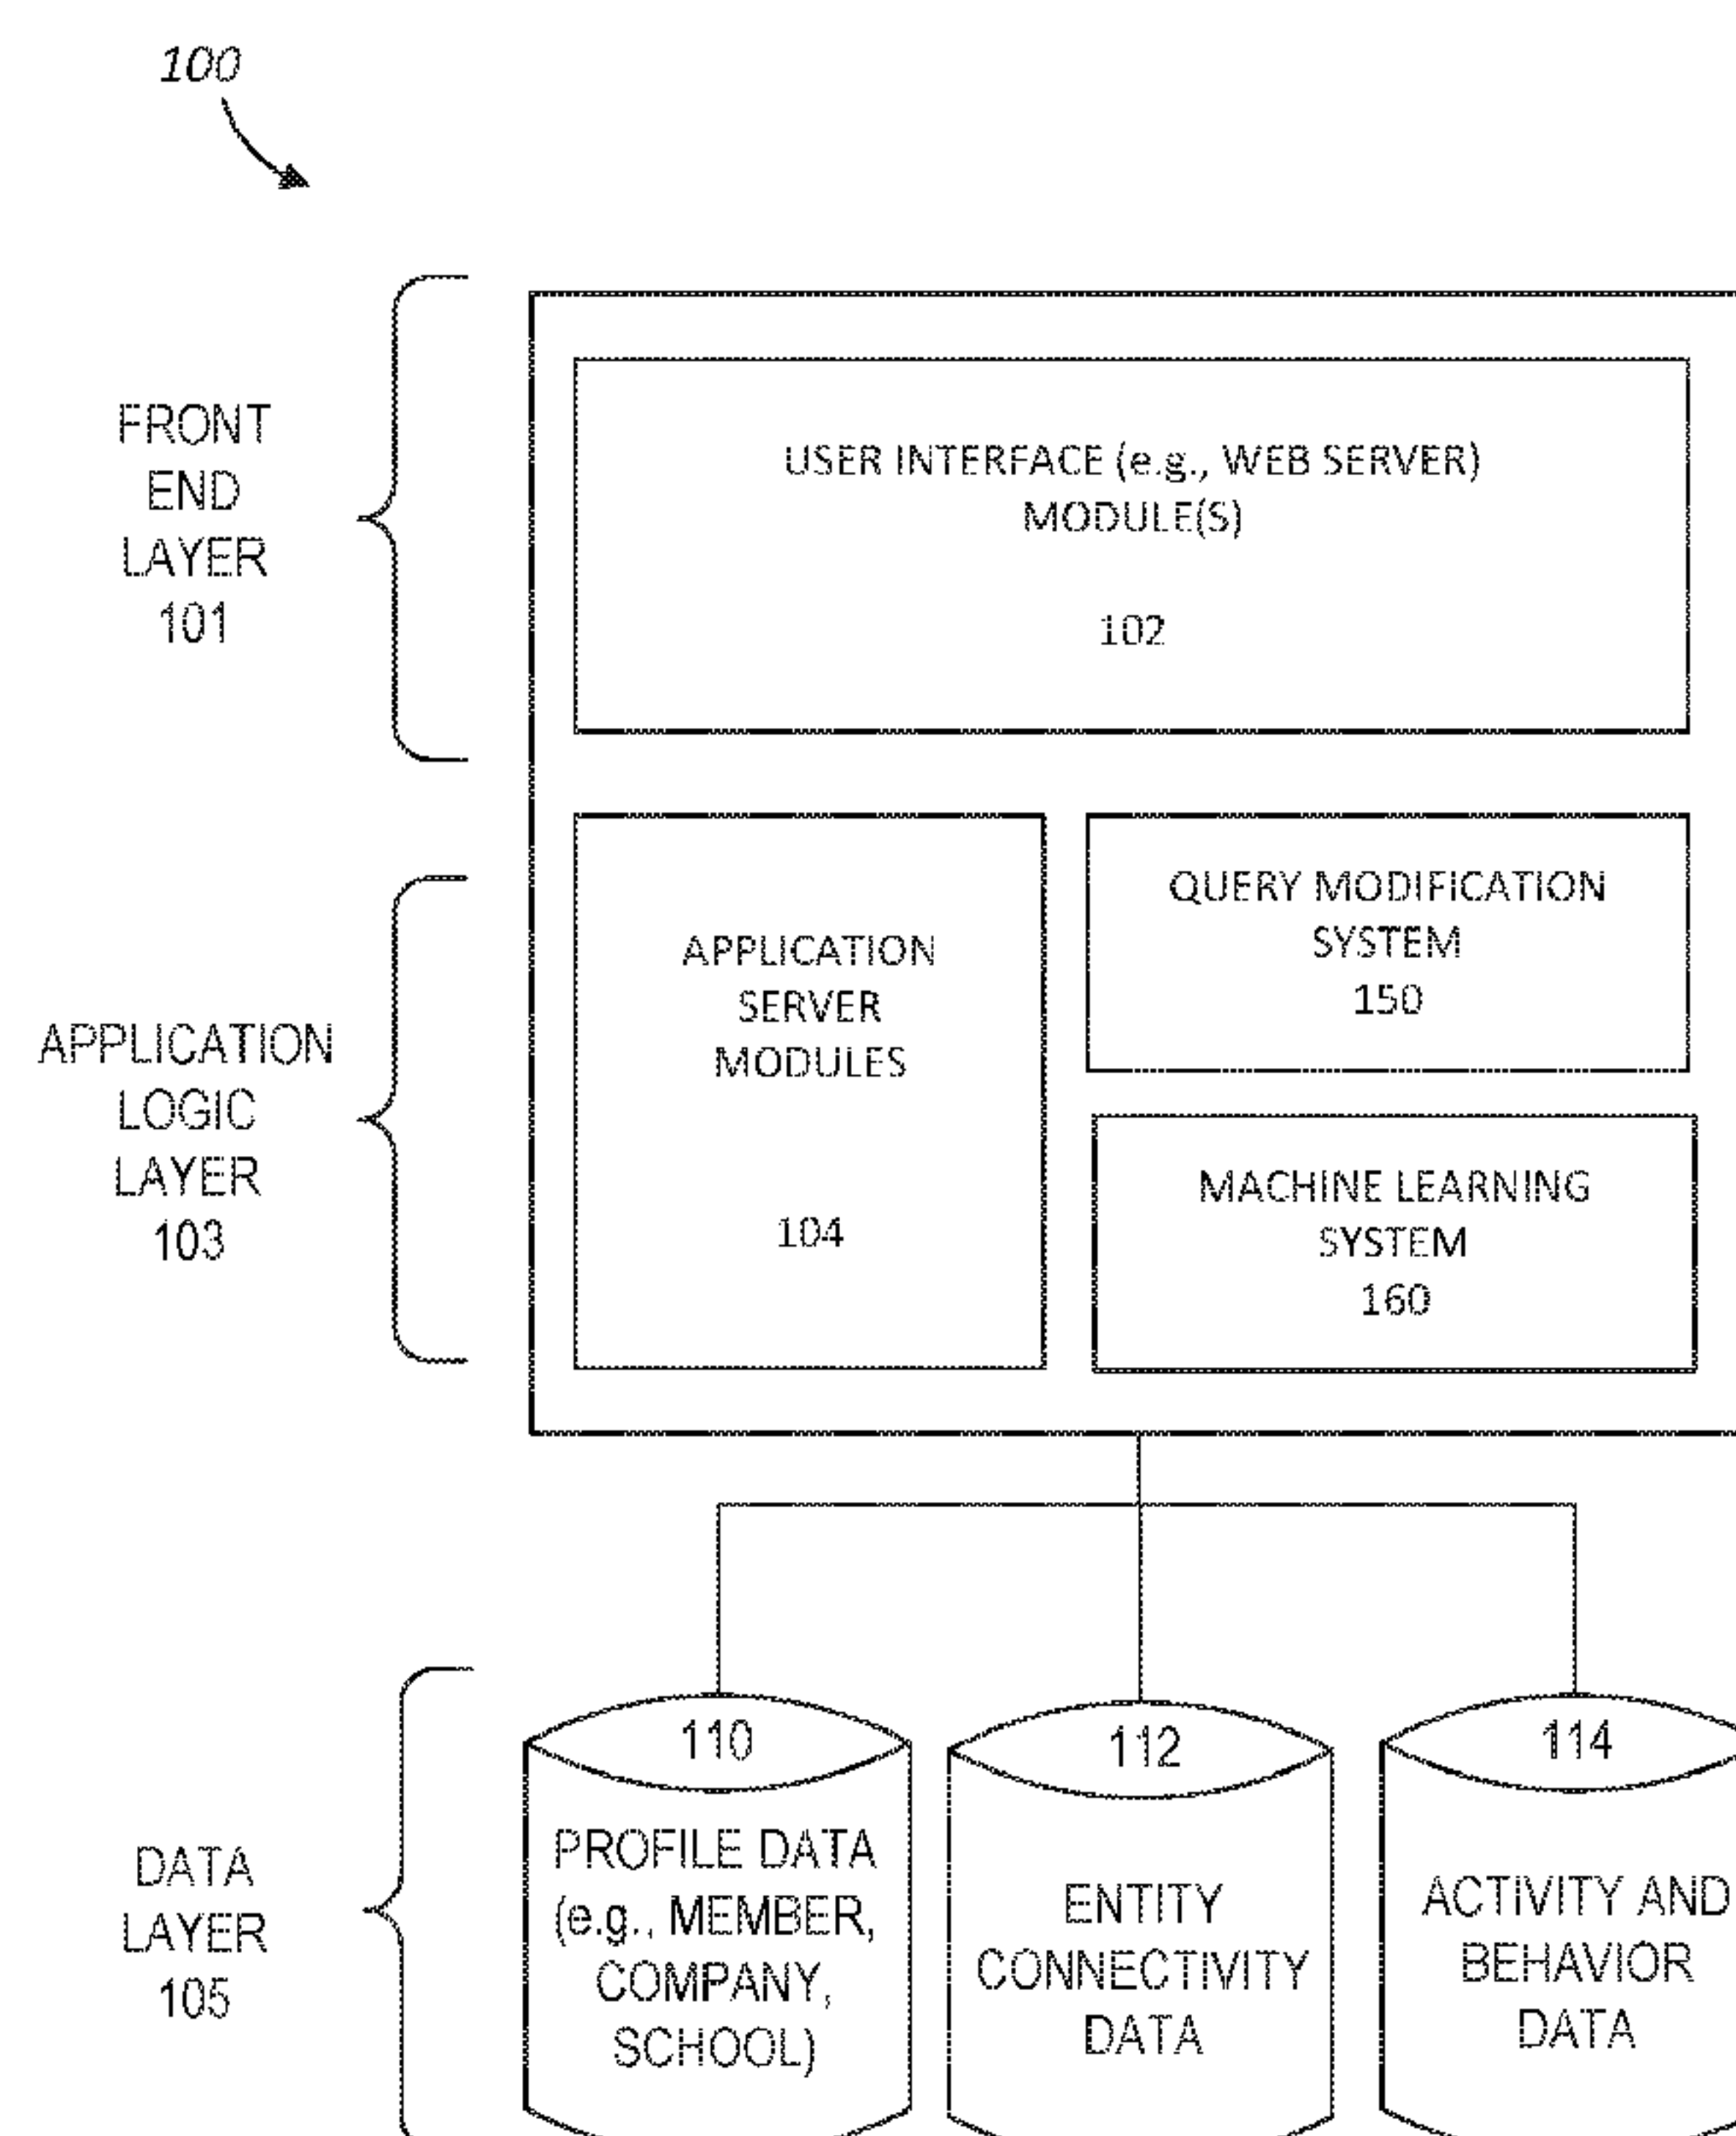 100
FRONT
END
LAYER
101
USER INTERFACE (e.g., WEB SERVER)
MODULE(S)
102
APPLICATION
LOGIC
LAYER
103
APPLICATION
SERVER
MODULES
104
QUERY MODIFICATION
SYSTEM
150
MACHINE LEARNING
SYSTEM
160
DATA
LAYER
105
110
PROFILE DATA
(e.g., MEMBER,
COMPANY,
SCHOOL)
112
ENTITY
CONNECTIVITY
DATA
114
ACTIVITY AND
BEHAVIOR
DATA